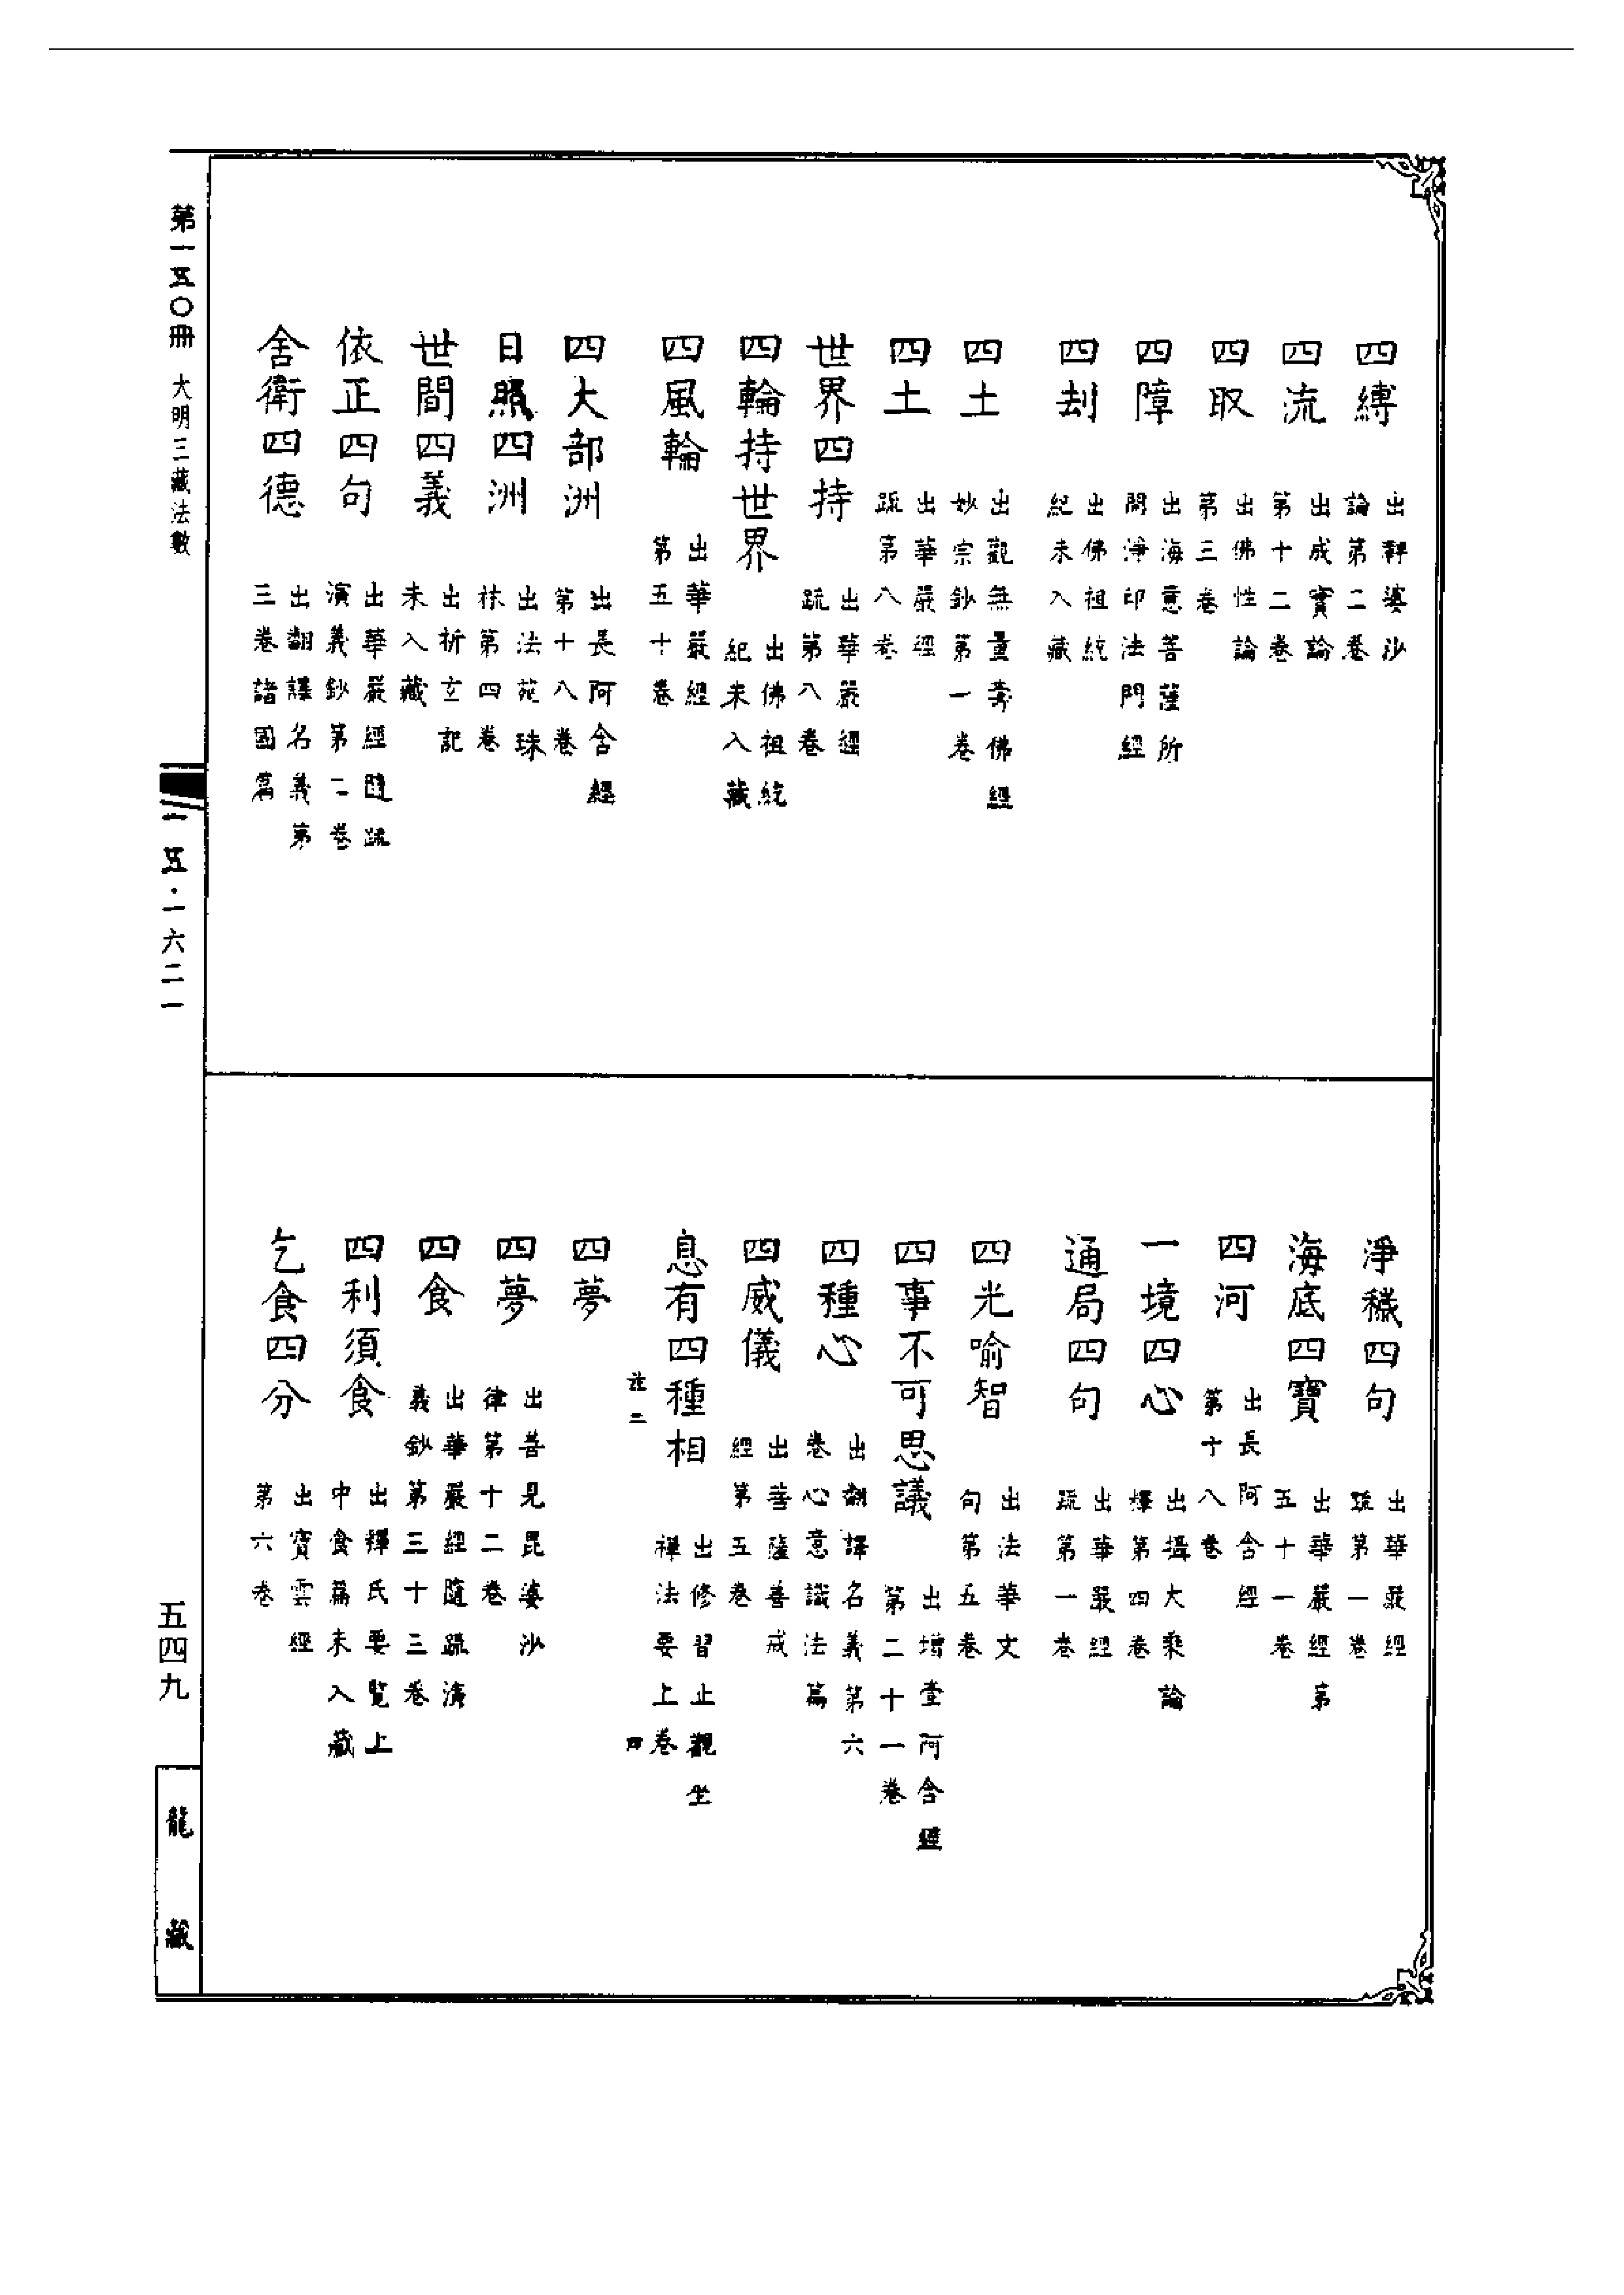 四縛 出鞞婆沙論第二卷
四流 出成實論第十二卷
四取 出佛性論第三卷
四障 出海意菩薩所問淨印法門經
四劫 出佛祖統紀未入藏
四土 出觀無量壽佛經妙宗鈔第一卷
四土 出華嚴經疏第八卷
世界四持 出華嚴經疏第八卷
四輪持世界 出佛祖統紀未入藏
四風輪 出華嚴經第五十卷
四大部洲 出長阿含經第十八卷
日照四洲 出法苑珠林第四卷
世間四義 出析玄記未入藏
依正四句 出華嚴經隨疏演義鈔第二卷
舍衛四德 出翻譯名義第三卷諸國篇
淨穢四句 出華嚴經疏第一卷
海底四寶 出華嚴經第五十一卷
四河 出長阿含經第十八卷
一境四心 出攝大乘論釋第四卷
通局四句 出華嚴經疏第一卷
四光喻智 出法華文句第五卷
四事不可思議 出增壹阿含經第二十一卷
四種心 出翻譯名義第六卷心意識法篇
四威儀 出菩薩善戒經第五卷
息有四種相 出修習止觀坐禪法要上卷
註二 四
四夢
四夢 出善見毘婆沙律第十二卷
四食 出華嚴經隨疏演義鈔第三十三卷
四利須食 出釋氏要覽上中食篇未入藏
乞食四分 出寶雲經第六卷
第一五〇冊 大明三藏法數
一五·一六二一
五四九
龍藏